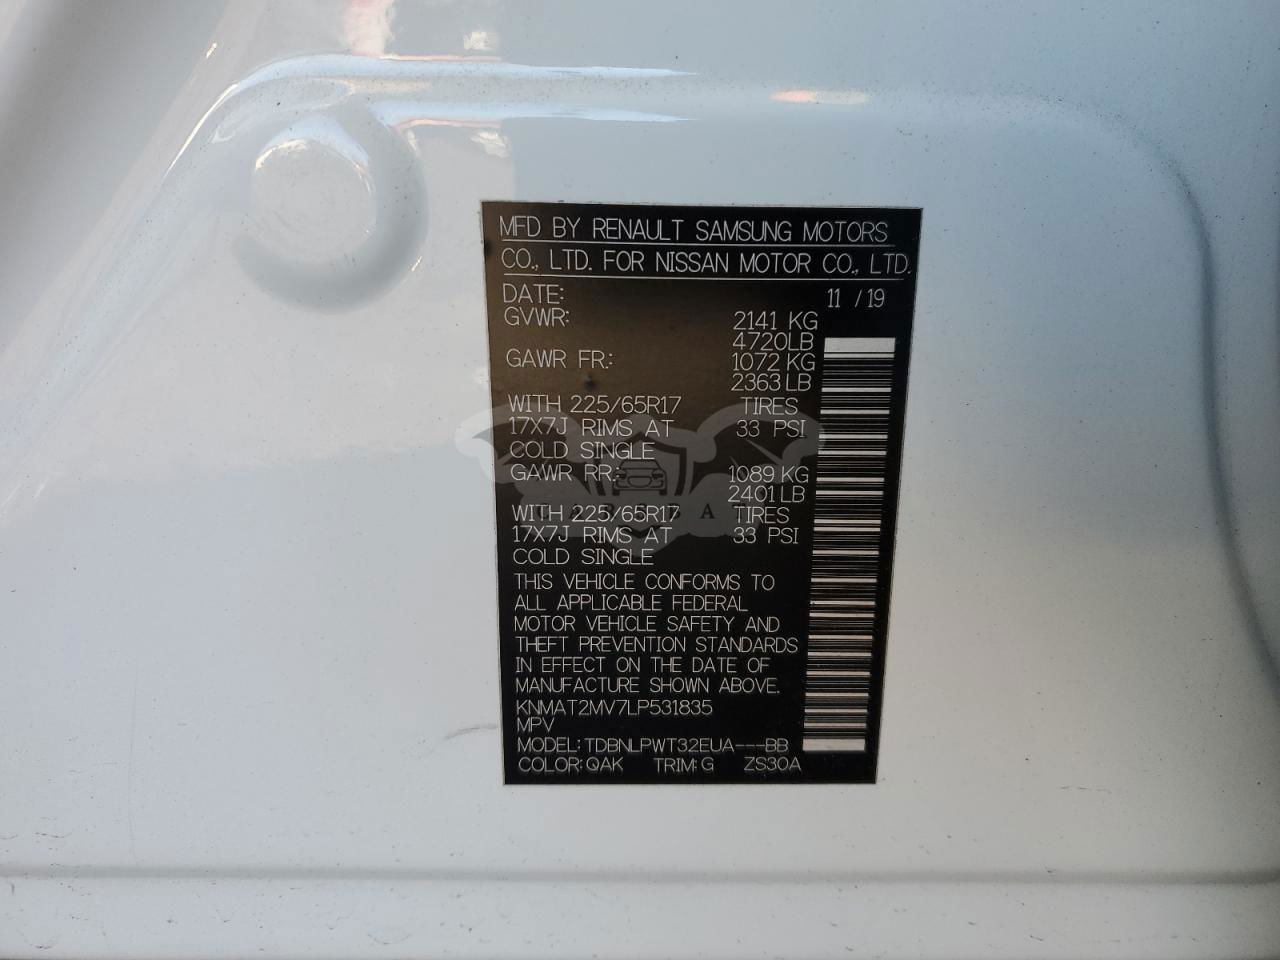 MFD BY RENAULT SAMSUNG MOTORS
CO., LTD. FOR NISSAN MOTOR CO., LTD.
DATE: 11 / 19
GVWR: 2141 KG
4720LB
GAWR FR.: 1072 KG
2363 LB
WITH 225/65R17 TIRES
17X7J RIMS AT 33 PSI
COLD SINGLE
GAWR RR.: 1089 KG
2401 LB
WITH 225/65R17 TIRES
17X7J RIMS AT 33 PSI
COLD SINGLE
THIS VEHICLE CONFORMS TO
ALL APPLICABLE FEDERAL
MOTOR VEHICLE SAFETY AND
THEFT PREVENTION STANDARDS
IN EFFECT ON THE DATE OF
MANUFACTURE SHOWN ABOVE.
KNMAT2MV7LP531835
MPV
MODEL: TDBNLPWT32EUA---BB
COLOR: QAK TRIM: G ZS30A